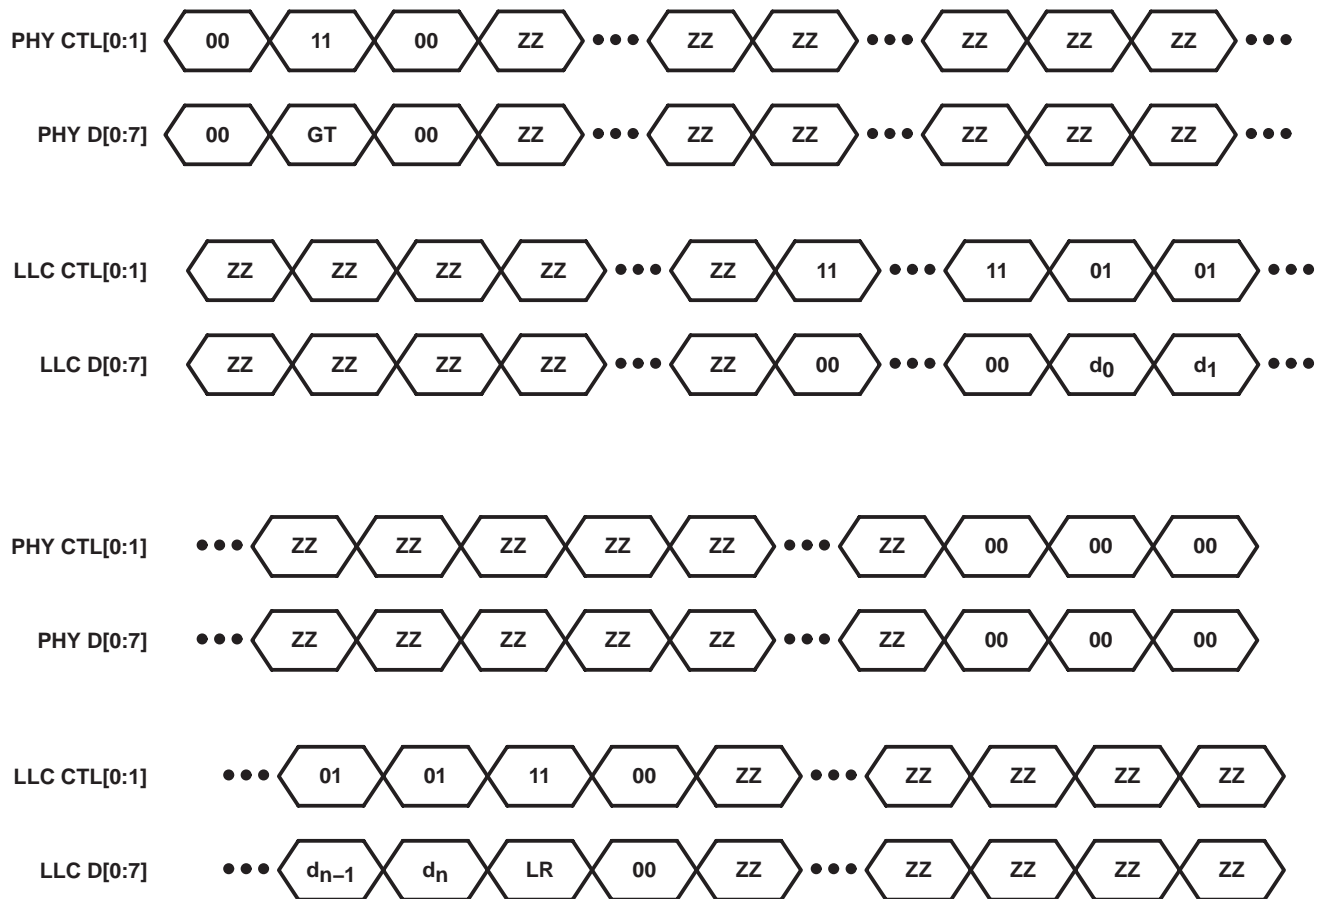 PHY CTL[0:1] 00 11 00 ZZ ••• ZZ ZZ ••• ZZ ZZ ZZ •••
PHY D[0:7] 00 GT 00 ZZ ••• ZZ ZZ ••• ZZ ZZ ZZ •••
LLC CTL[0:1] ZZ ZZ ZZ ZZ ••• ZZ 11 ••• 11 01 01 •••
LLC D[0:7] ZZ ZZ ZZ ZZ ••• ZZ 00 ••• 00 d0 d1 •••
PHY CTL[0:1] ••• ZZ ZZ ZZ ZZ ZZ ••• ZZ 00 00 00
PHY D[0:7] ••• ZZ ZZ ZZ ZZ ZZ ••• ZZ 00 00 00
LLC CTL[0:1] ••• 01 01 11 00 ZZ ••• ZZ ZZ ZZ ZZ
LLC D[0:7] ••• dn–1 dn LR 00 ZZ ••• ZZ ZZ ZZ ZZ